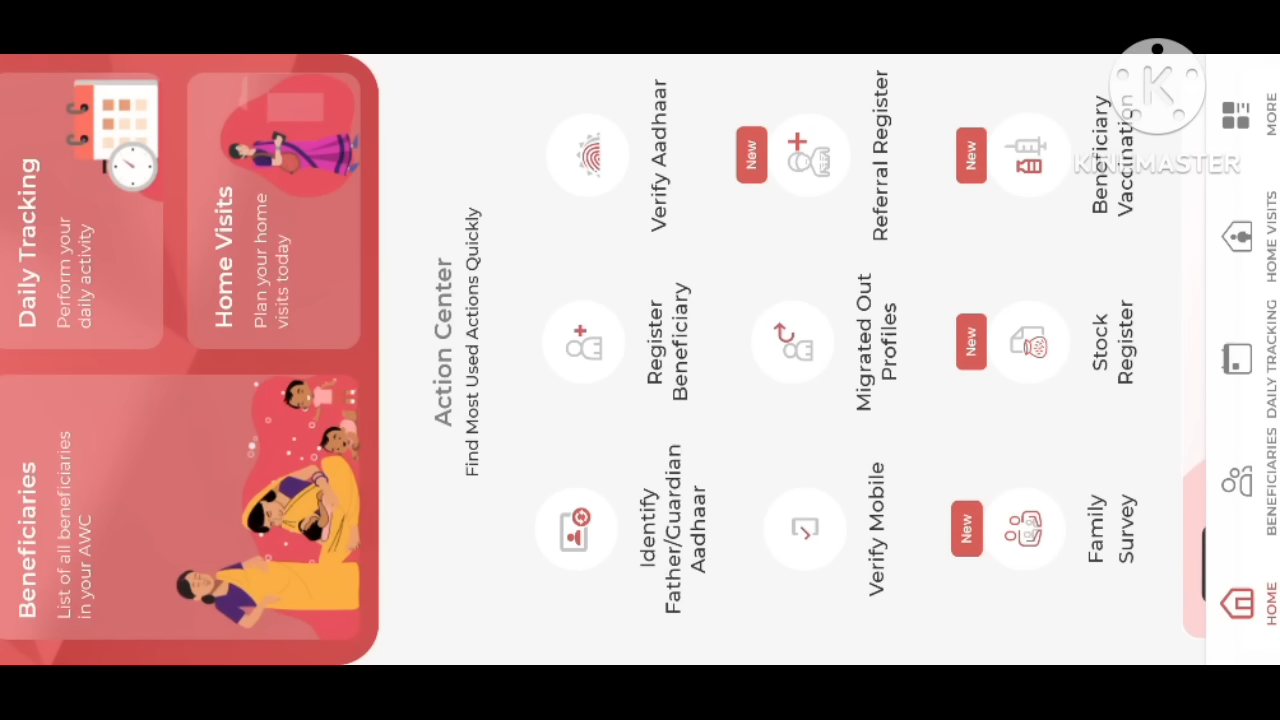 Beneficiaries
List of all beneficiaries
in your AWC
Daily Tracking
Perform your
daily activity
Home Visits
Plan your home
visits today
Action Center
Find Most Used Actions Quickly
Identify
Father/Guardian
Aadhaar
Register
Beneficiary
Verify Aadhaar
Verify Mobile
Migrated Out
Profiles
New
Referral Register
New
Family
Survey
New
Stock
Register
New
Beneficiary
Vaccination
HOME
BENEFICIARIES
DAILY TRACKING
HOME VISITS
MORE
K
KINEMASTER